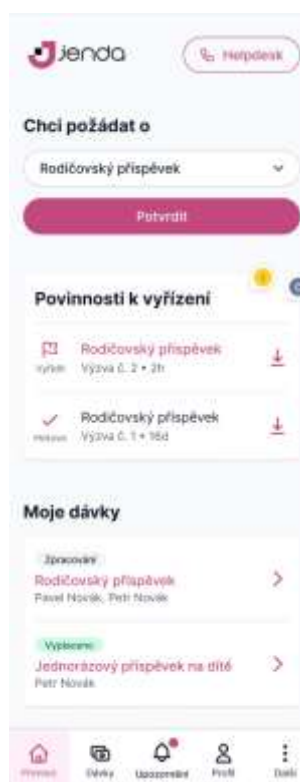 jenda
Helpdesk
Chci požádat o
Rodičovský příspěvek
Potvrdit
Povinnosti k vyřízení
Rodičovský příspěvek
Vyřídit
Výzva č. 2 • 2h
Rodičovský příspěvek
Výzva č. 1 • 16d
Moje dávky
Zpracování
Rodičovský příspěvek
Pavel Novák, Petr Novák
Vyplaceno
Jednorázový příspěvek na dítě
Petr Novák
Přehled
Dávky
Upozornění
Profil
Další